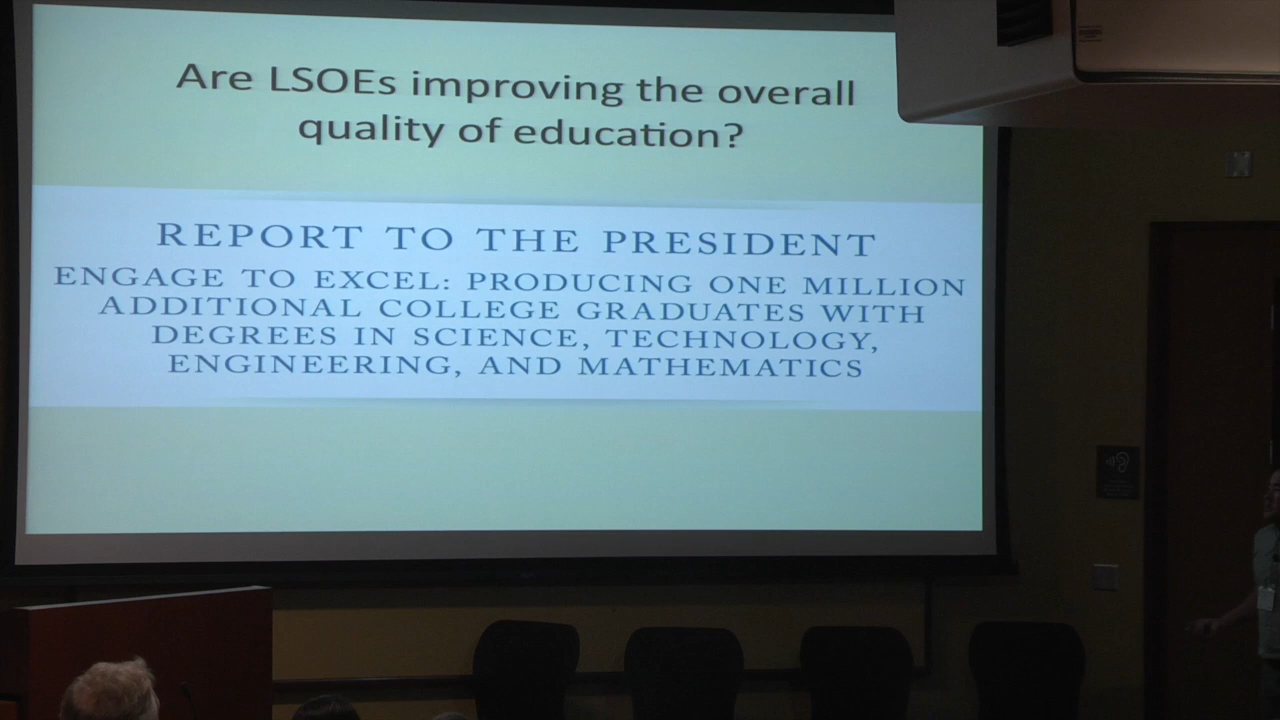 Are LSOEs improving the overall
quality of education?
REPORT TO THE PRESIDENT
ENGAGE TO EXCEL: PRODUCING ONE MILLION
ADDITIONAL COLLEGE GRADUATES WITH
DEGREES IN SCIENCE, TECHNOLOGY,
ENGINEERING, AND MATHEMATICS